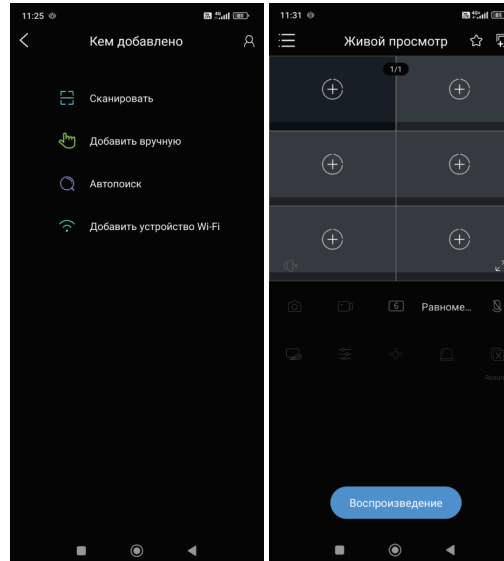 11:25
Кем добавлено
Сканировать
Добавить вручную
Автопоиск
Добавить устройство Wi-Fi
11:31
Живой просмотр
1/1
6
Равноме...
Воспроизведение